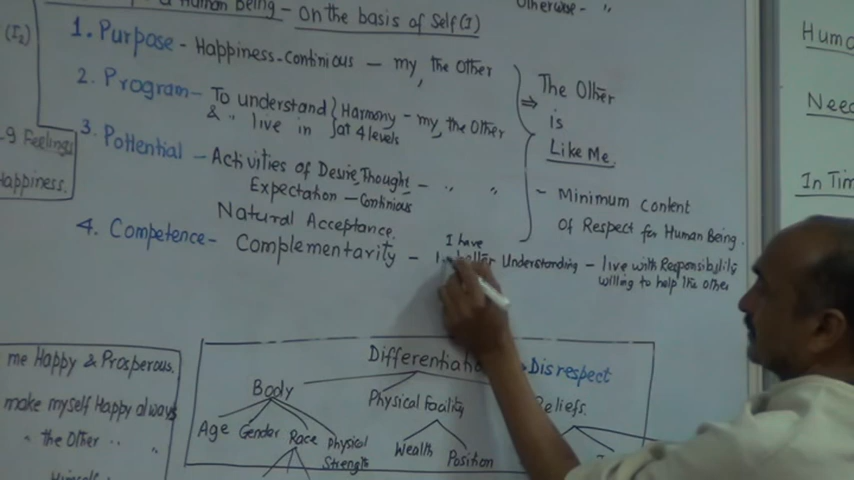 & Human Being - On the basis of Self (I)
Otherwise - "
(I₂)
1. Purpose - Happiness-continious - my, the Other
2. Program - To understand } Harmony - my, the Other
& " live in } at 4 levels
3. Pottential - Activities of Desire, Thought, - " "
Expectation - Continious
Natural Acceptance.
4. Competence - Complementarity -
I have
better Understanding - live with Responsibility
willing to help the other
⇒ The Other
is
Like Me.
- Minimum Content
Of Respect for Human Being.
g Feelings
Happiness.
me Happy & Prosperous.
make myself Happy always
" the Other " "
Himself
Differentiation
Disrespect
Body
Physical Facility
Beliefs.
Age Gender Race Physical Strength
Wealth Position
Huma
Need
In Tim